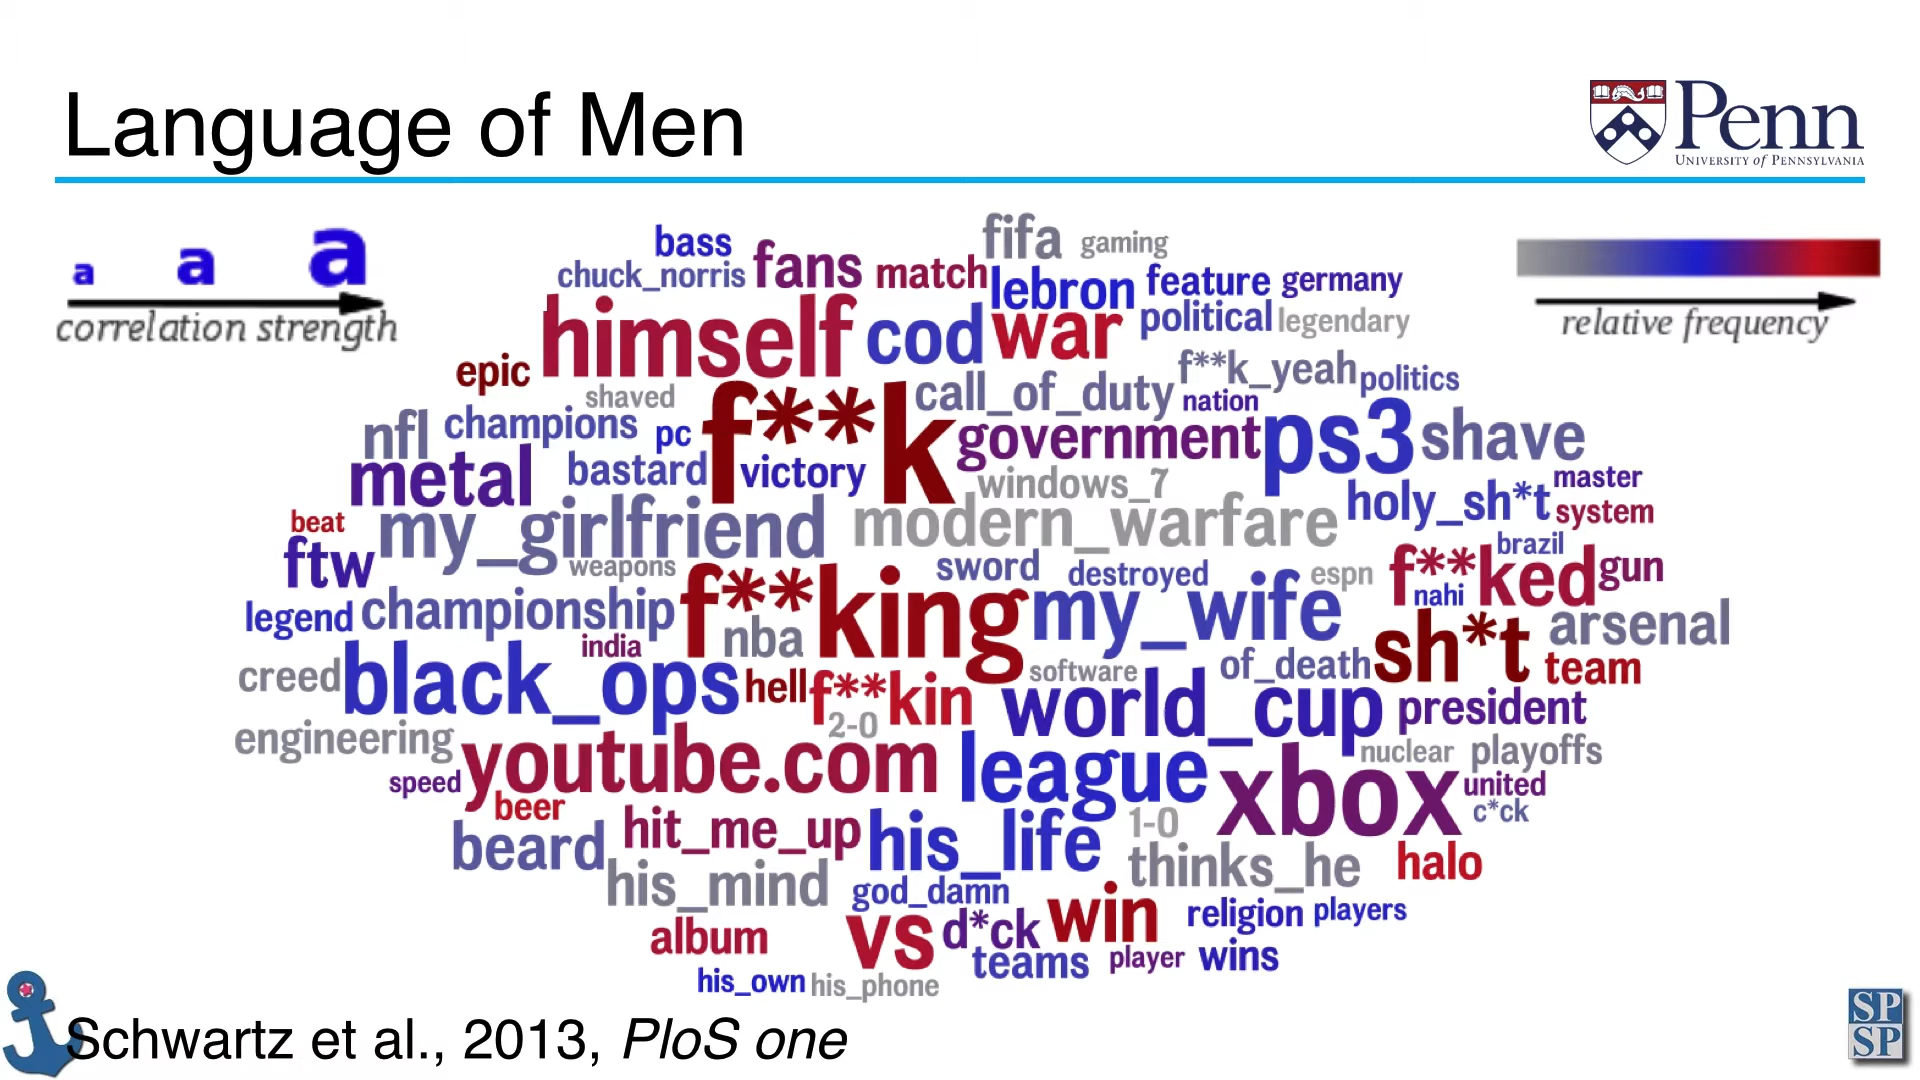 Language of Men
Penn
UNIVERSITY of PENNSYLVANIA
a a a
correlation strength
relative frequency
bass fifa gaming
chuck_norris fans match lebron feature germany
himself cod war political legendary
epic shaved call_of_duty f**k_yeah politics
nfl champions pc f**k nation
government ps3 shave
metal bastard victory windows_7 master
my_girlfriend modern_warfare holy_sh*t system
beat
ftw weapons sword destroyed espn brazil
f**ked gun
nahi
legend championship f**king my_wife arsenal
india nba sh*t
creed black_ops hell f**kin software of_death team
2-0 world_cup president
engineering youtube.com league nuclear playoffs
speed xbox united
beer c*ck
beard hit_me_up his_life 1-0
his_mind thinks_he halo
god_damn
album vs d*ck win religion players
teams player wins
his_own his_phone
Schwartz et al., 2013, PloS one
SP
SP